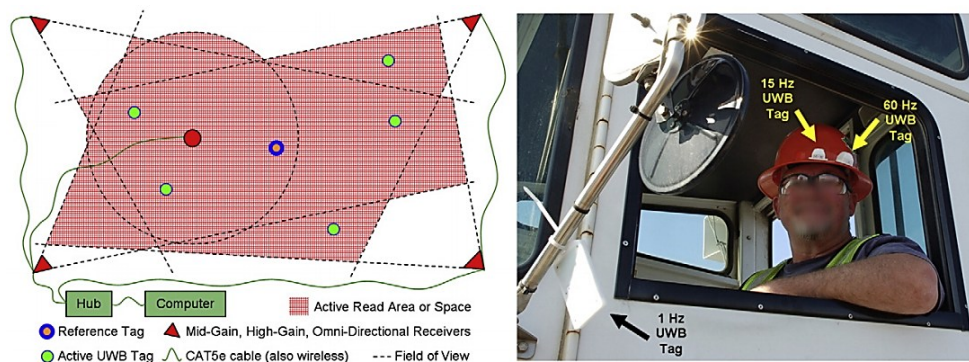 Hub
Computer
Active Read Area or Space
Reference Tag
Mid-Gain, High-Gain, Omni-Directional Receivers
Active UWB Tag
CAT5e cable (also wireless)
Field of View
15 Hz
UWB
Tag
60 Hz
UWB
Tag
1 Hz
UWB
Tag